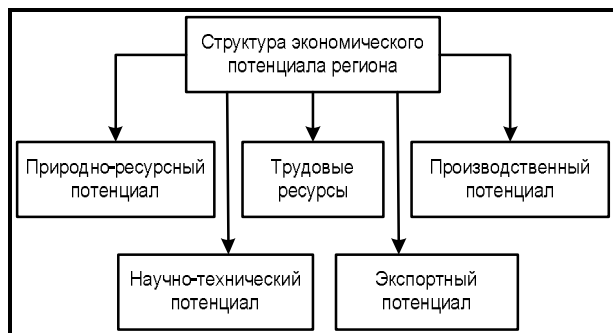 Структура экономического
потенциала региона
Природно-ресурсный
потенциал
Трудовые
ресурсы
Производственный
потенциал
Научно-технический
потенциал
Экспортный
потенциал